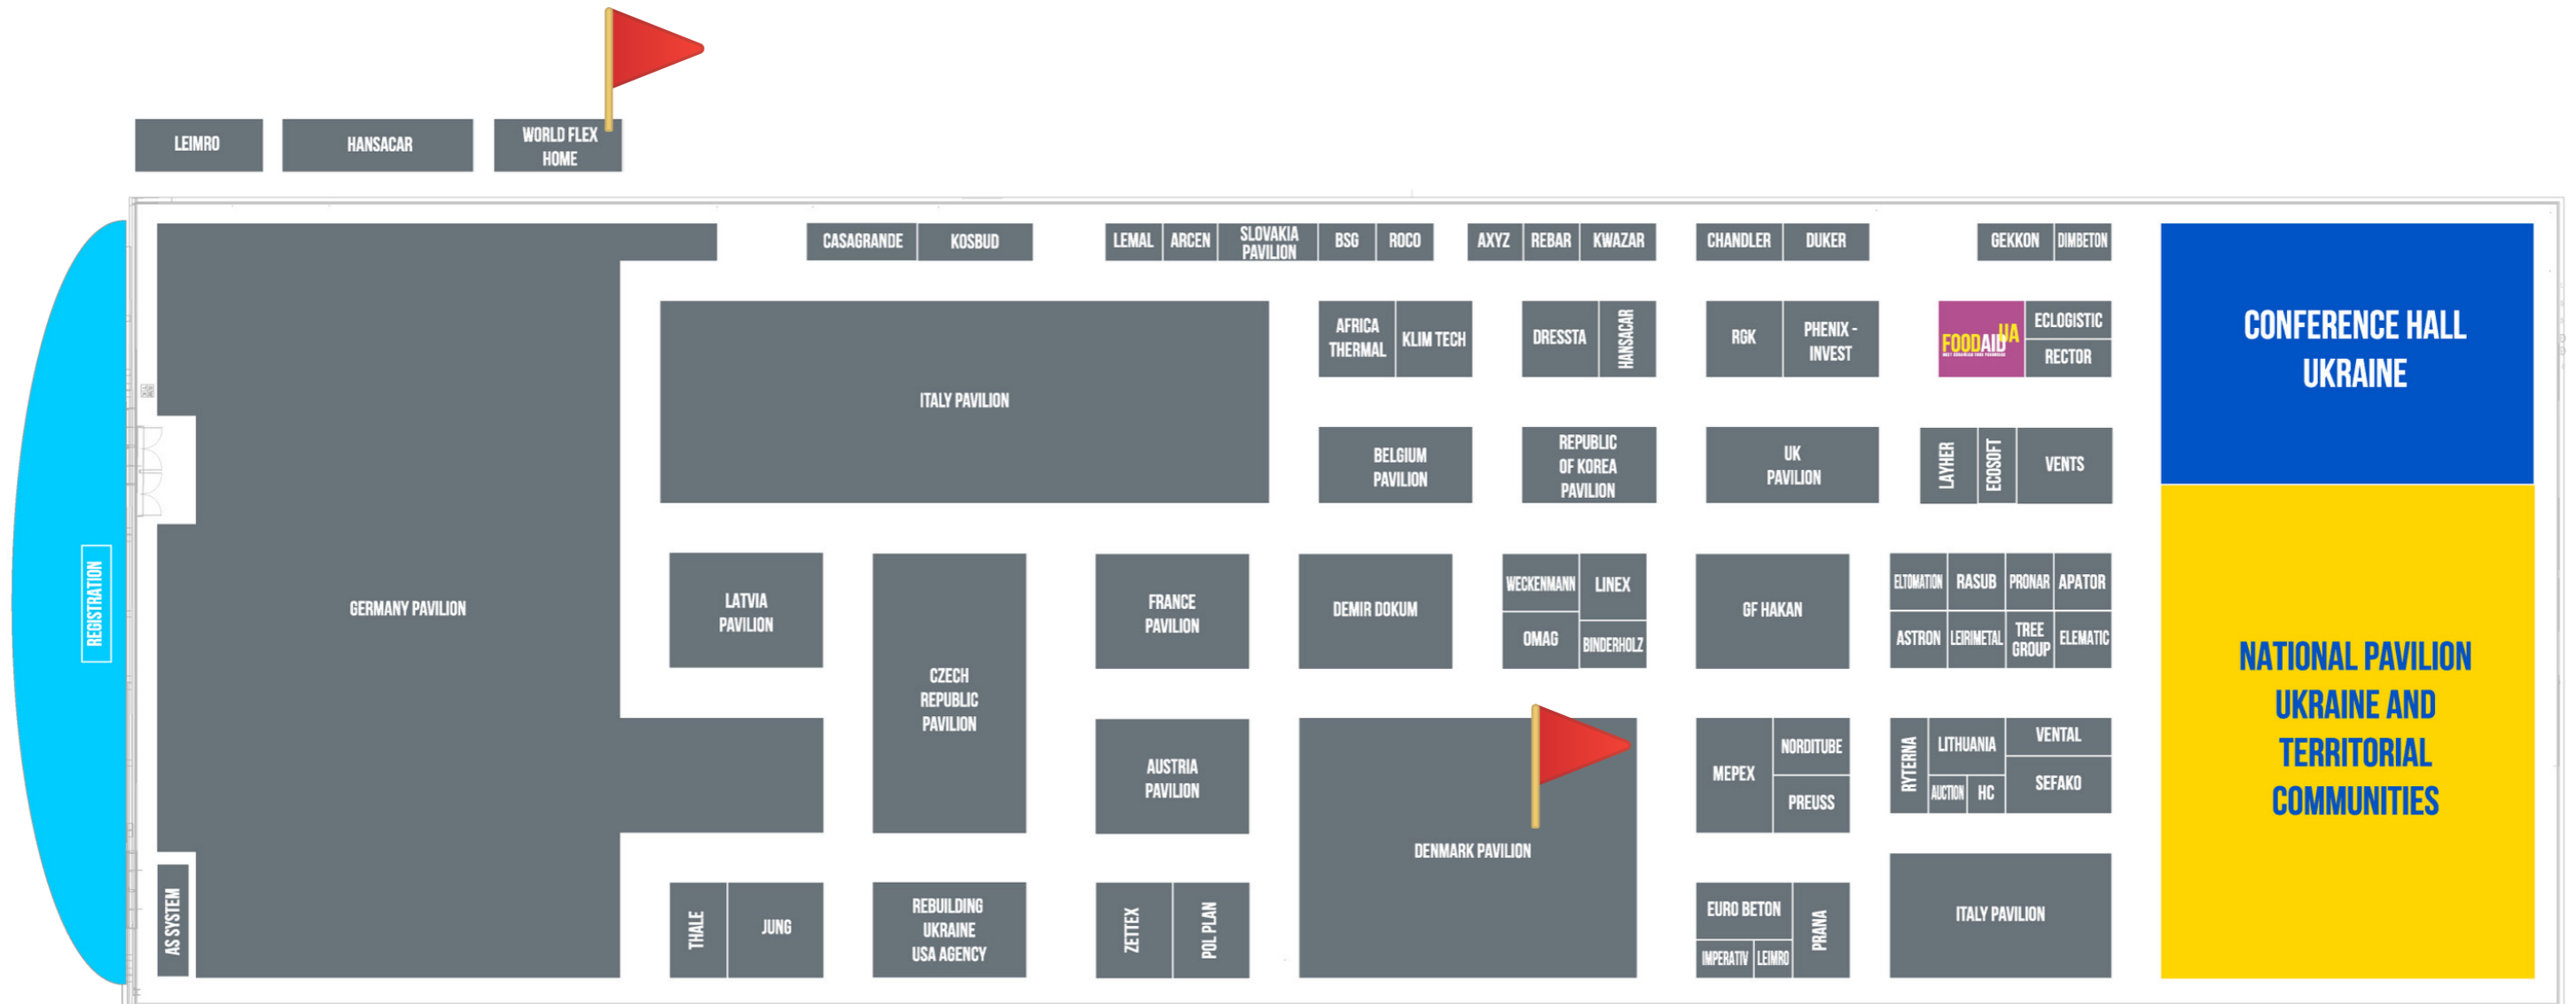 LEIMRO
HANSACAR
WORLD FLEX
HOME
CASAGRANDE
KOSBUD
LEMAL
ARCEN
SLOVAKIA
PAVILION
BSG
ROCO
AXYZ
REBAR
KWAZAR
CHANDLER
DUKER
GEKKON
DIMBETON
ITALY PAVILION
AFRICA
THERMAL
KLIM TECH
DRESSTA
HANSACAR
RGK
PHENIX -
INVEST
FOODAID UA
ECLOGISTIC
RECTOR
CONFERENCE HALL
UKRAINE
BELGIUM
PAVILION
REPUBLIC
OF KOREA
PAVILION
UK
PAVILION
LAYHER
ECOSOFT
VENTS
REGISTRATION
GERMANY PAVILION
LATVIA
PAVILION
CZECH
REPUBLIC
PAVILION
FRANCE
PAVILION
DEMIR DOKUM
WECKENMANN
LINEX
OMAG
BINDERHOLZ
GF HAKAN
ELTOMATION
RASUB
PRONAR
APATOR
ASTRON
LEIRIMETAL
TREE
GROUP
ELEMATIC
NATIONAL PAVILION
UKRAINE AND
TERRITORIAL
COMMUNITIES
AUSTRIA
PAVILION
DENMARK PAVILION
MEPEX
NORDITUBE
PREUSS
RYTERNA
LITHUANIA
AUCTION
HC
VENTAL
SEFAKO
AS SYSTEM
THALE
JUNG
REBUILDING
UKRAINE
USA AGENCY
ZETTEX
POL PLAN
EURO BETON
IMPERATIV
LEIMRO
PRANA
ITALY PAVILION